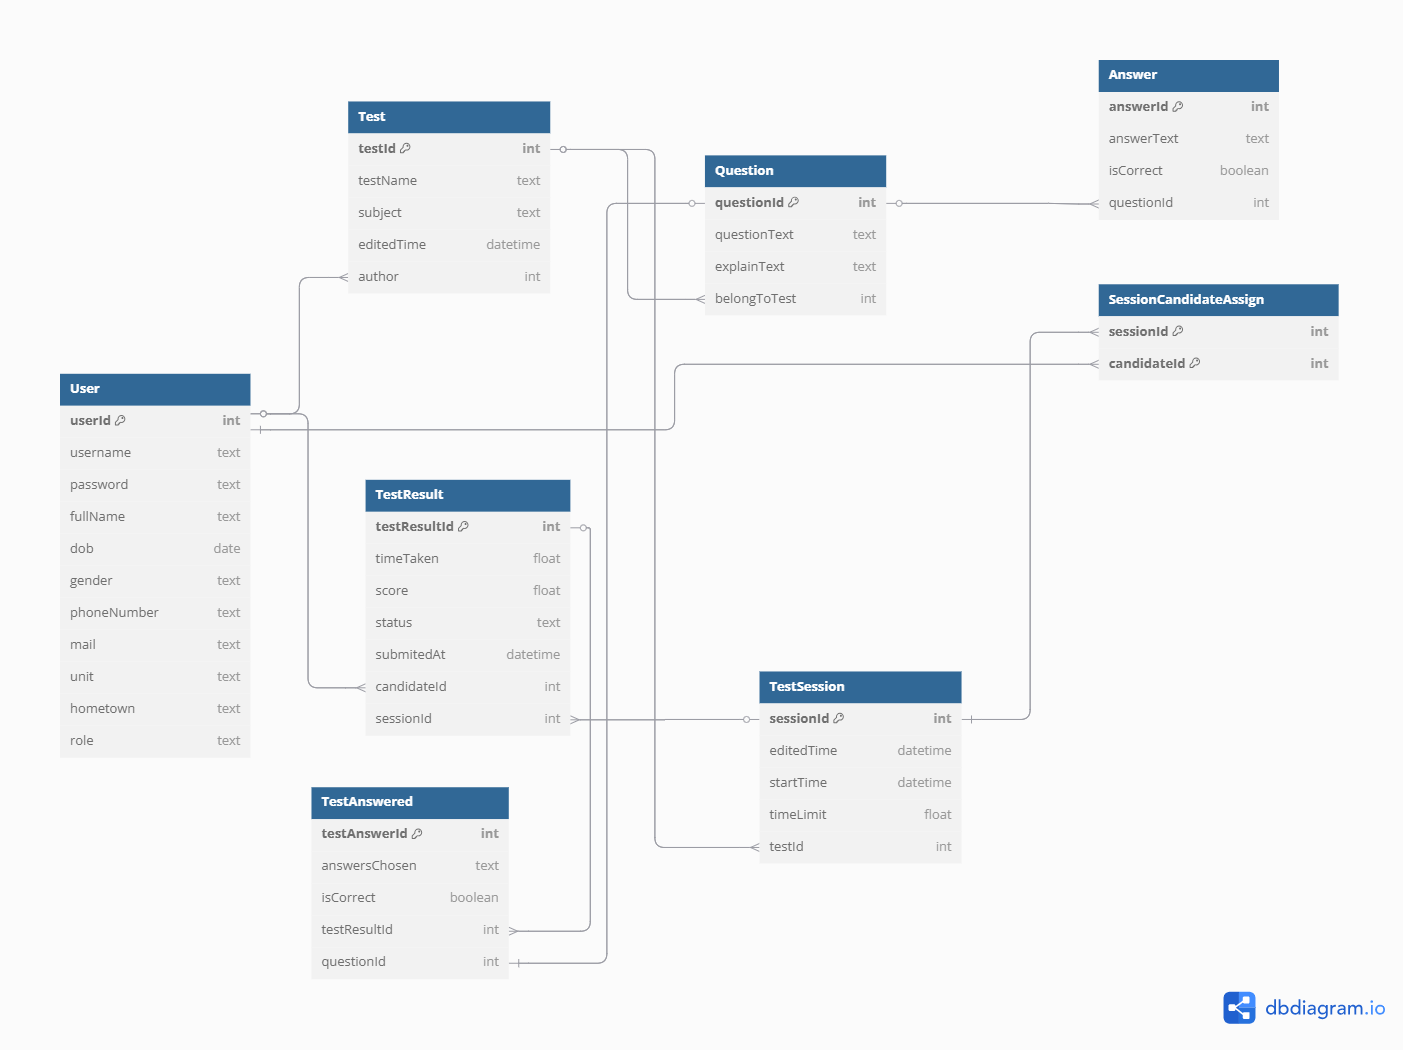 Test
testId int
testName text
subject text
editedTime datetime
author int
Question
questionId int
questionText text
explainText text
belongToTest int
Answer
answerId int
answerText text
isCorrect boolean
questionId int
SessionCandidateAssign
sessionId int
candidateId int
User
userId int
username text
password text
fullName text
dob date
gender text
phoneNumber text
mail text
unit text
hometown text
role text
TestResult
testResultId int
timeTaken float
score float
status text
submitedAt datetime
candidateId int
sessionId int
TestSession
sessionId int
editedTime datetime
startTime datetime
timeLimit float
testId int
TestAnswered
testAnswerId int
answersChosen text
isCorrect boolean
testResultId int
questionId int
dbdiagram.io